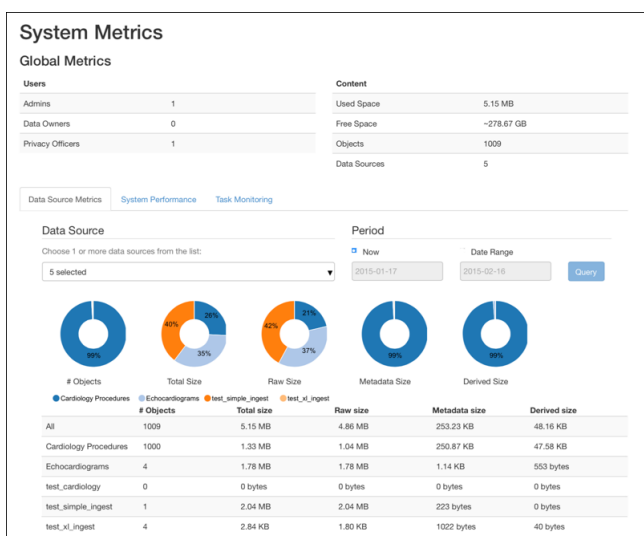 System Metrics
Global Metrics
Users
Admins 1
Data Owners 0
Privacy Officers 1
Content
Used Space 5.15 MB
Free Space ~278.67 GB
Objects 1009
Data Sources 5
Data Source Metrics System Performance Task Monitoring
Data Source
Choose 1 or more data sources from the list:
5 selected
Period
Now Date Range
2015-01-17 2015-02-16 Query
99%
# Objects
40% 26% 35%
Total Size
42% 21% 37%
Raw Size
99%
Metadata Size
99%
Derived Size
Cardiology Procedures Echocardiograms test_simple_ingest test_xl_ingest
# Objects Total size Raw size Metadata size Derived size
All 1009 5.15 MB 4.86 MB 253.23 KB 48.16 KB
Cardiology Procedures 1000 1.33 MB 1.04 MB 250.87 KB 47.58 KB
Echocardiograms 4 1.78 MB 1.78 MB 1.14 KB 553 bytes
test_cardiology 0 0 bytes 0 bytes 0 bytes 0 bytes
test_simple_ingest 1 2.04 MB 2.04 MB 223 bytes 0 bytes
test_xl_ingest 4 2.84 KB 1.80 KB 1022 bytes 40 bytes